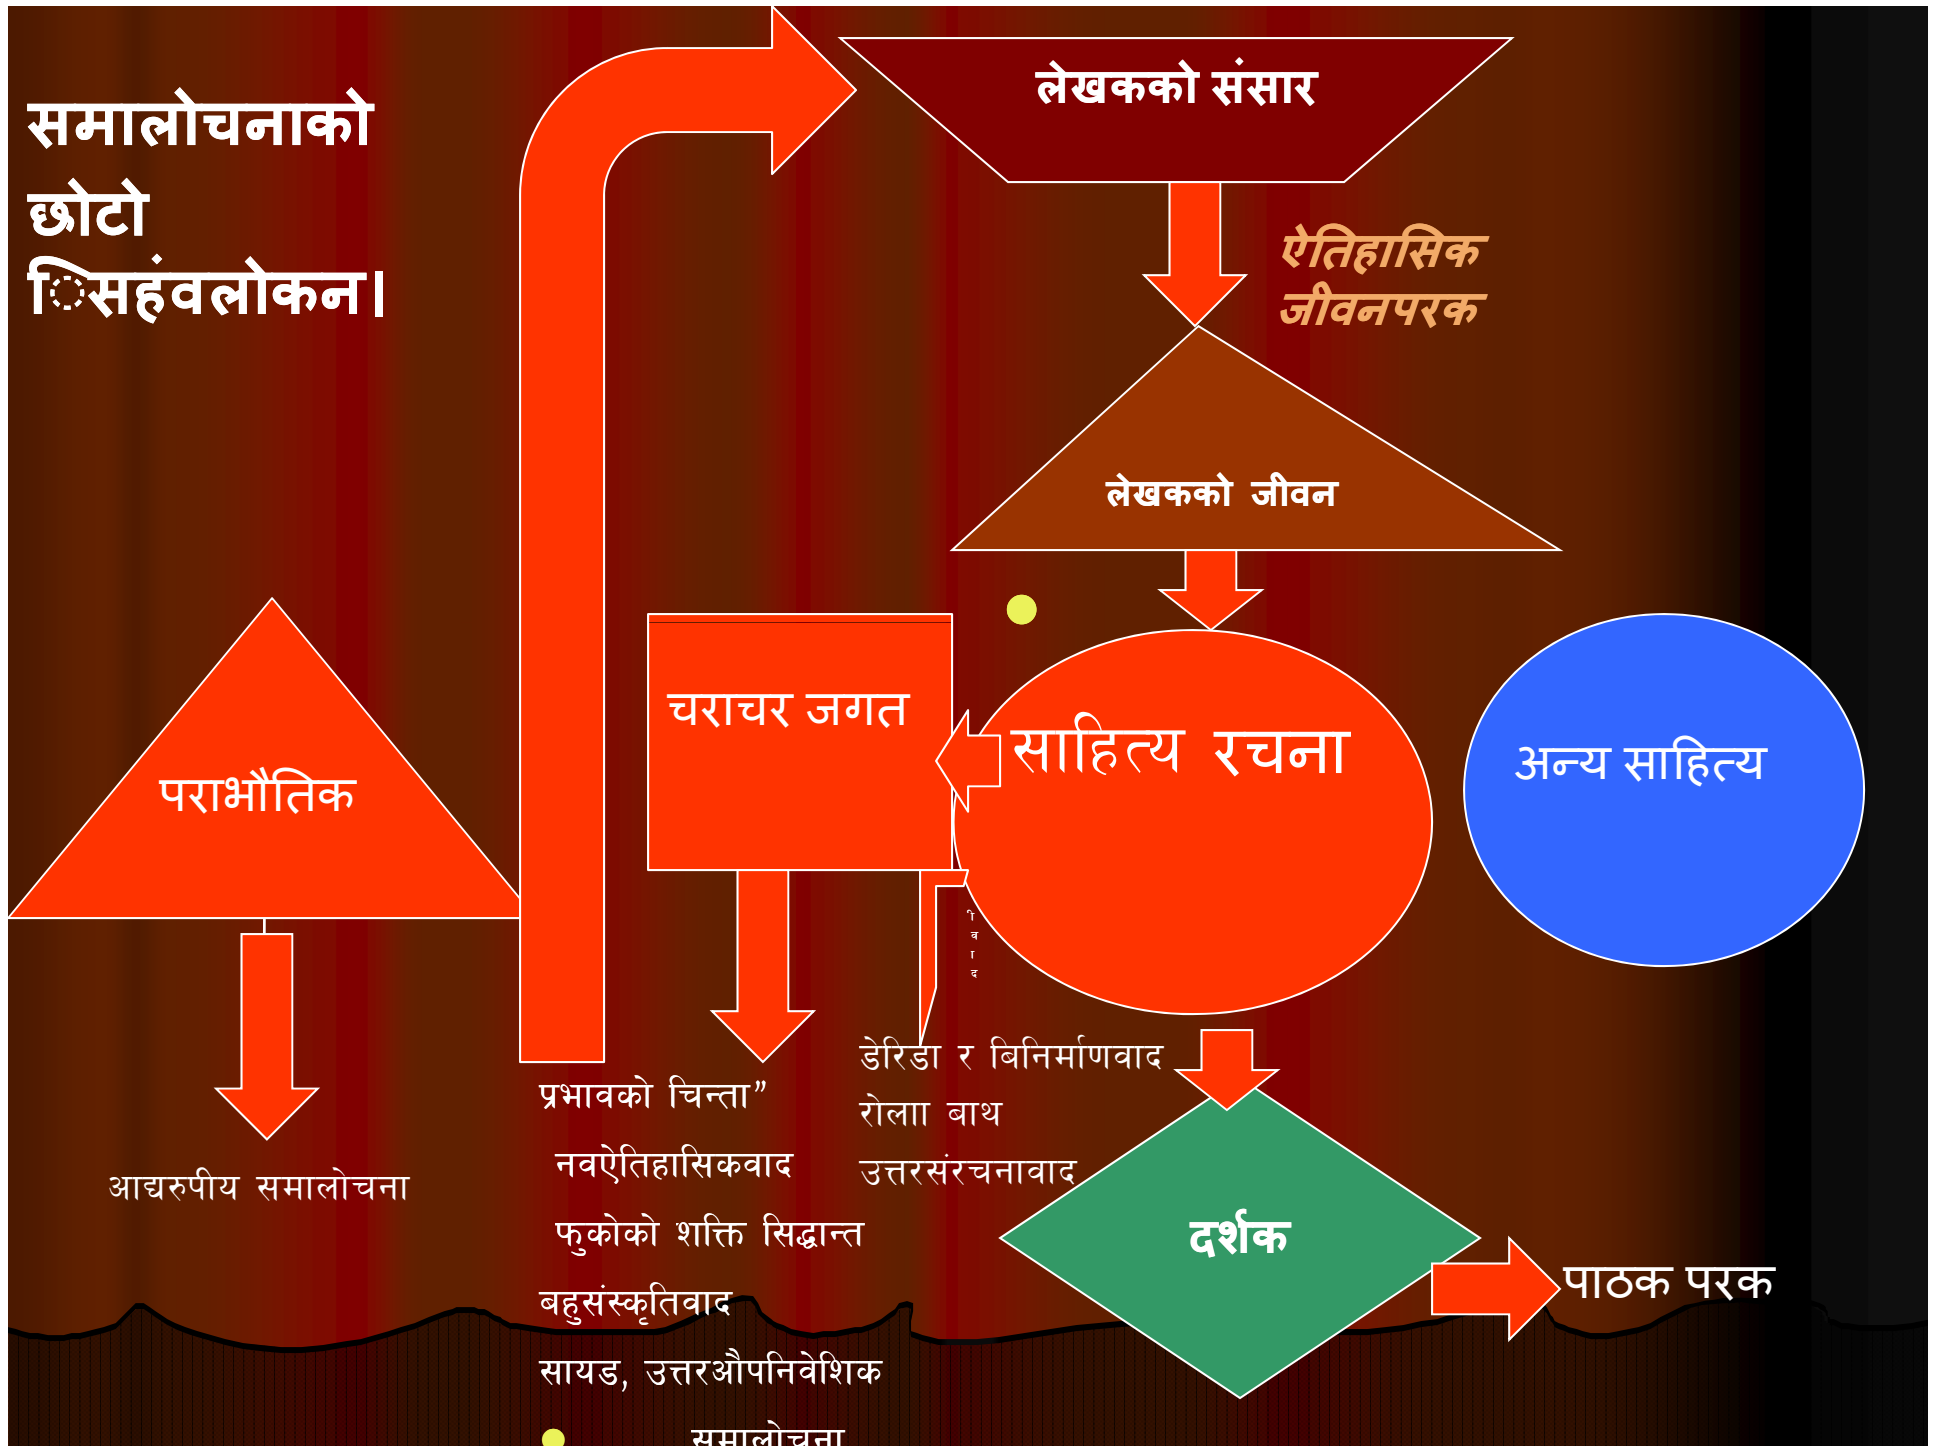 समालोचनाको
छोटो
िसहंवलोकन।
लेखकको संसार
ऐतिहासिक
जीवनपरक
लेखकको जीवन
चराचर जगत
साहित्य रचना
अन्य साहित्य
पराभौतिक
ी
व
ा
द
डेरिडा र बिनिर्माणवाद
रोलाा बाथ
उत्तरसंरचनावाद
प्रभावको चिन्ता”
नवऐतिहासिकवाद
फुकोको शक्ति सिद्धान्त
बहुसंस्कृतिवाद
सायड, उत्तरऔपनिवेशिक
समालोचना
आद्यरुपीय समालोचना
दर्शक
पाठक परक